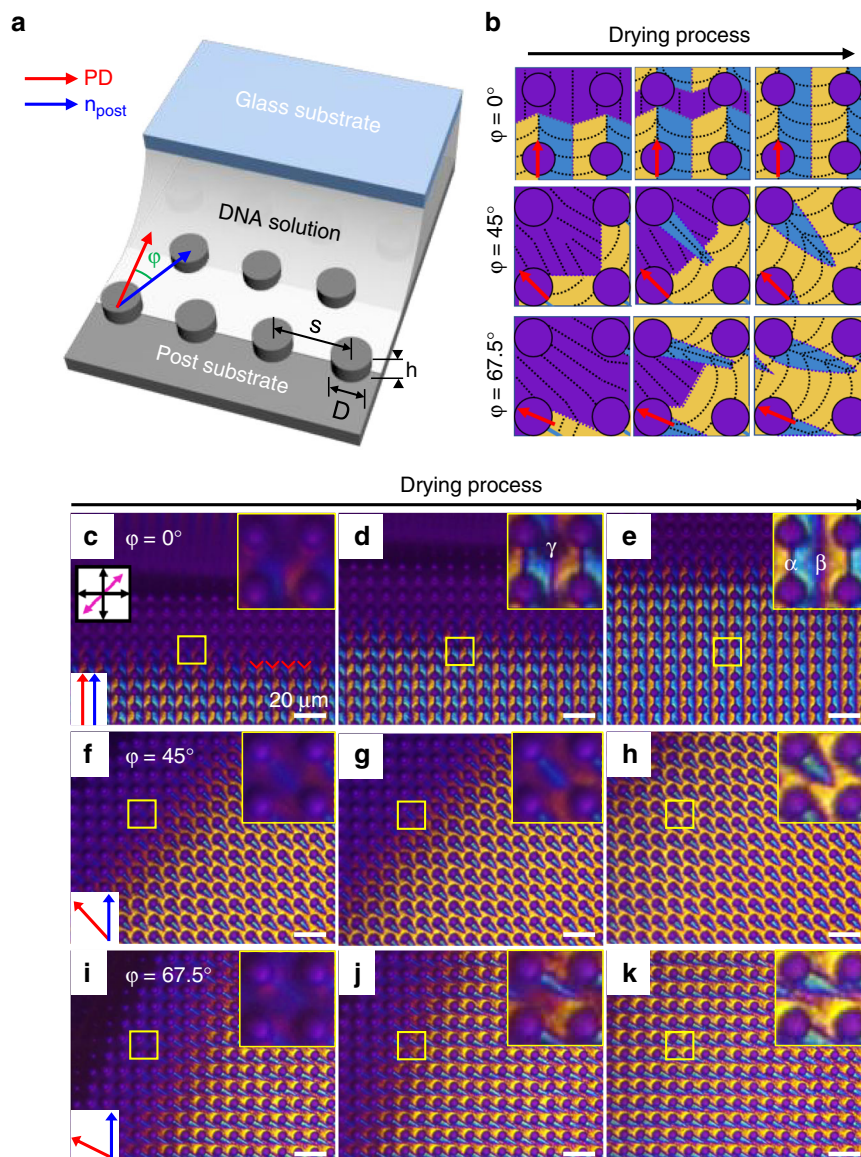 a
PD
n_post
Glass substrate
DNA solution
φ
s
h
D
Post substrate
b
Drying process
φ = 0°
φ = 45°
φ = 67.5°
Drying process
c
φ = 0°
20 μm
d
γ
e
α
β
f
φ = 45°
g
h
i
φ = 67.5°
j
k